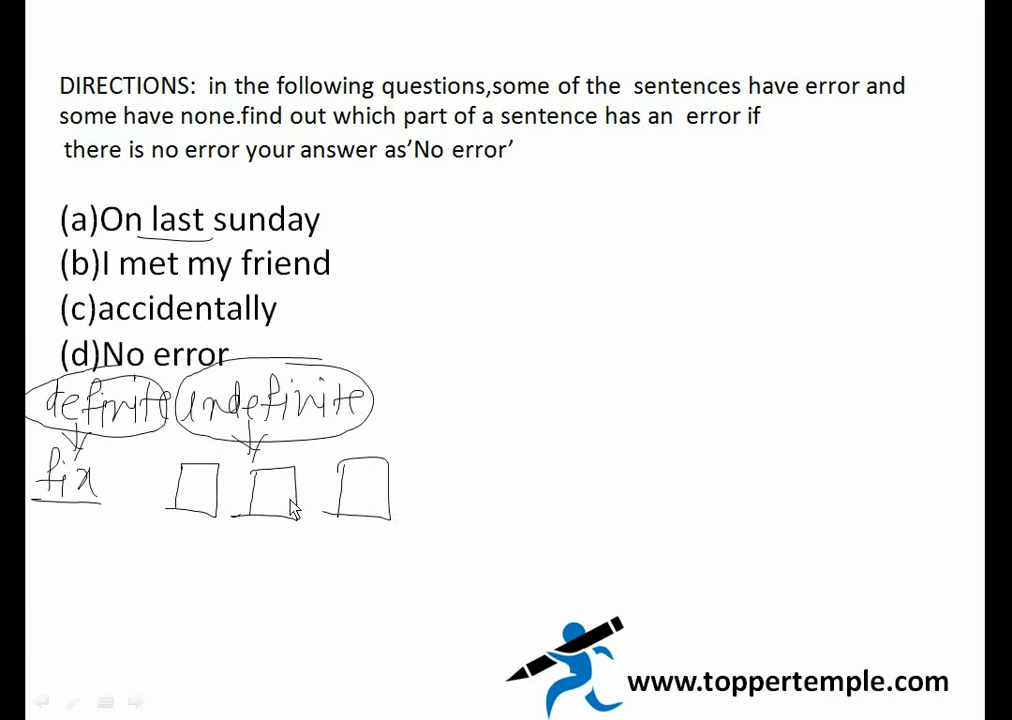 DIRECTIONS: in the following questions,some of the sentences have error and
some have none.find out which part of a sentence has an error if
there is no error your answer as’No error’
(a)On last sunday
(b)I met my friend
(c)accidentally
(d)No error
definite undefinite
fix
www.toppertemple.com